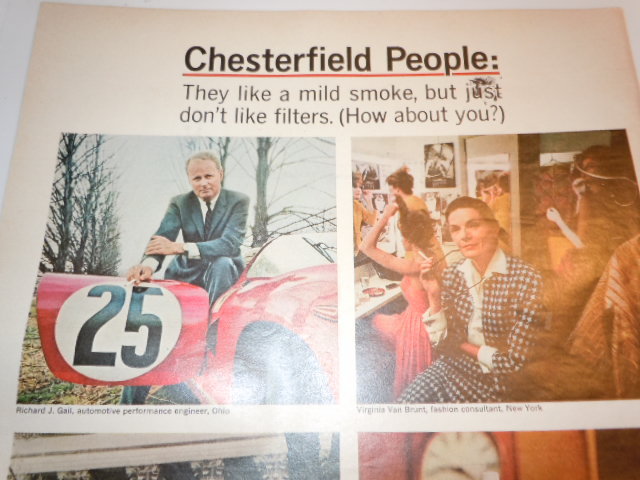 Chesterfield People:
They like a mild smoke, but just
don't like filters. (How about you?)
25
Richard J. Gail, automotive performance engineer, Ohio
Virginia Van Brunt, fashion consultant, New York